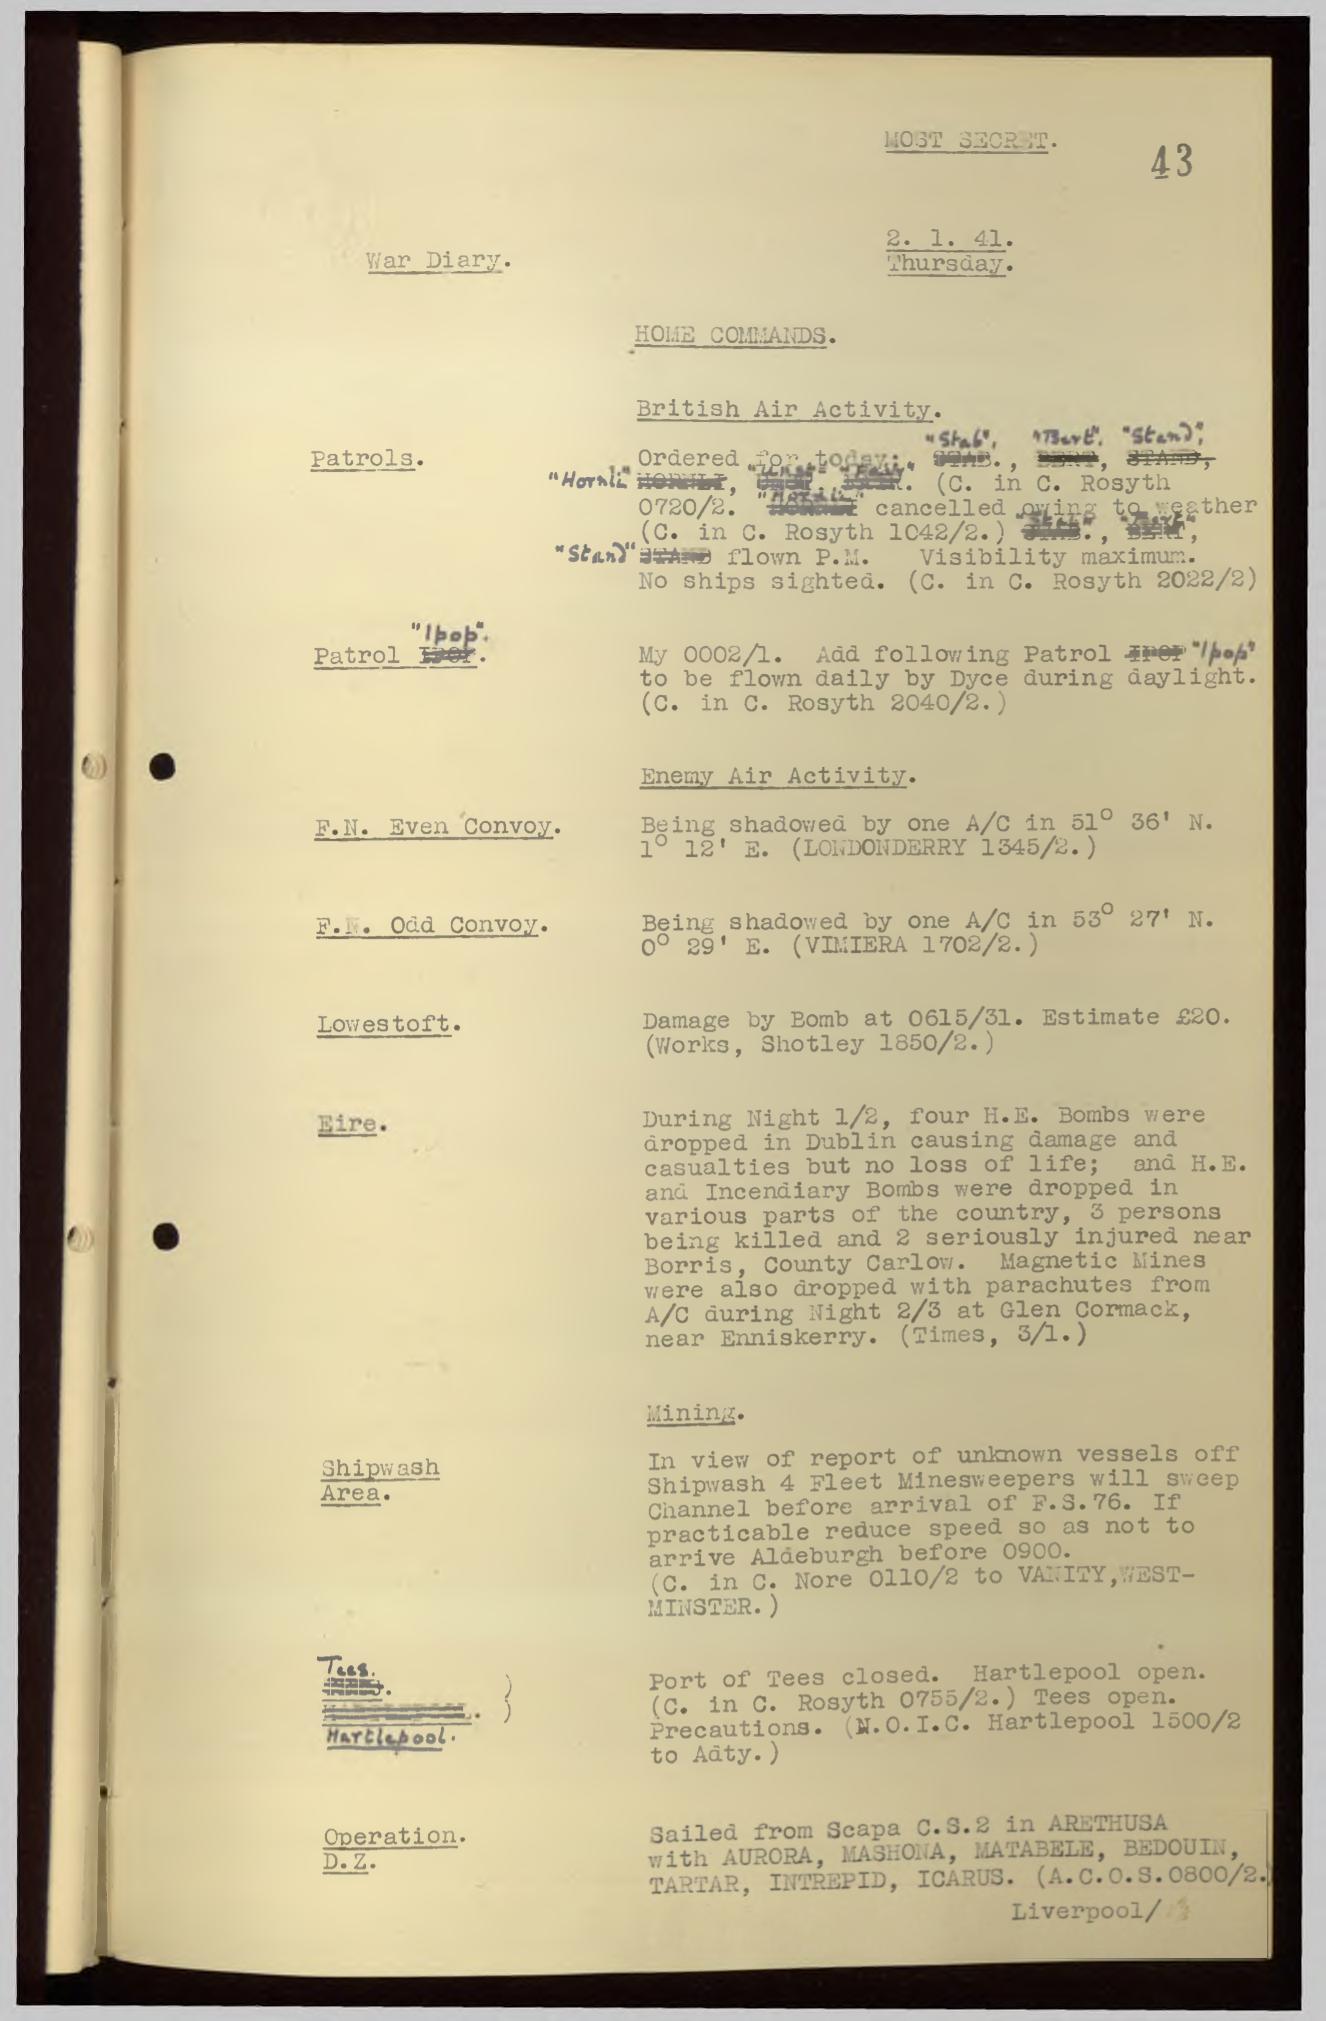 MOST SECRET.
43
2. 1. 41.
War Diary.
Thursday.
HOME COMMANDS.
British Air Activity.
"Stab", "Bert", "Stand",
Patrols.
Ordered for today: STAB., BERT, STAND,
"Hornli" HORNLI, (C. in C. Rosyth
0720/2. "Hornli" cancelled owing to weather
(C. in C. Rosyth 1042/2.) "Stab" STAB., "Bert" BERT,
"Stand" STAND flown P.M. Visibility maximum.
No ships sighted. (C. in C. Rosyth 2022/2)
"Ipop".
Patrol IPOP.
My 0002/1. Add following Patrol IPOP "Ipop"
to be flown daily by Dyce during daylight.
(C. in C. Rosyth 2040/2.)
Enemy Air Activity.
F.N. Even Convoy.
Being shadowed by one A/C in 51° 36' N.
1° 12' E. (LONDONDERRY 1345/2.)
F.N. Odd Convoy.
Being shadowed by one A/C in 53° 27' N.
0° 29' E. (VIMIERA 1702/2.)
Lowestoft.
Damage by Bomb at 0615/31. Estimate £20.
(Works, Shotley 1850/2.)
Eire.
During Night 1/2, four H.E. Bombs were
dropped in Dublin causing damage and
casualties but no loss of life; and H.E.
and Incendiary Bombs were dropped in
various parts of the country, 3 persons
being killed and 2 seriously injured near
Borris, County Carlow. Magnetic Mines
were also dropped with parachutes from
A/C during Night 2/3 at Glen Cormack,
near Enniskerry. (Times, 3/1.)
Mining.
Shipwash
Area.
In view of report of unknown vessels off
Shipwash 4 Fleet Minesweepers will sweep
Channel before arrival of F.S.76. If
practicable reduce speed so as not to
arrive Aldeburgh before 0900.
(C. in C. Nore 0110/2 to VANITY, WEST-
MINSTER.)
Tees.
TEES.
HARTLEPOOL. )
Hartlepool.
Port of Tees closed. Hartlepool open.
(C. in C. Rosyth 0755/2.) Tees open.
Precautions. (N.O.I.C. Hartlepool 1500/2
to Adty.)
Operation.
D.Z.
Sailed from Scapa C.S.2 in ARETHUSA
with AURORA, MASHONA, MATABELE, BEDOUIN,
TARTAR, INTREPID, ICARUS. (A.C.O.S.0800/2.)
Liverpool/